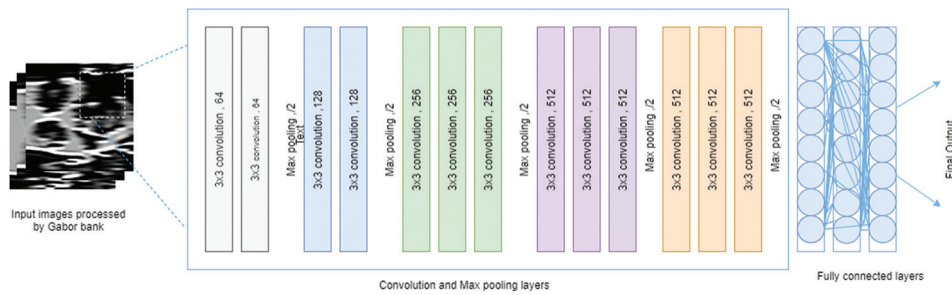 Input images processed
by Gabor bank
3x3 convolution , 64
3x3 convolution , 64
Max pooling ,/2
Text
3x3 convolution , 128
3x3 convolution , 128
Max pooling ,/2
3x3 convolution , 256
3x3 convolution , 256
3x3 convolution , 256
Max pooling ,/2
3x3 convolution , 512
3x3 convolution , 512
3x3 convolution , 512
Max pooling ,/2
3x3 convolution , 512
3x3 convolution , 512
3x3 convolution , 512
Max pooling ,/2
Final Output
Fully connected layers
Convolution and Max pooling layers